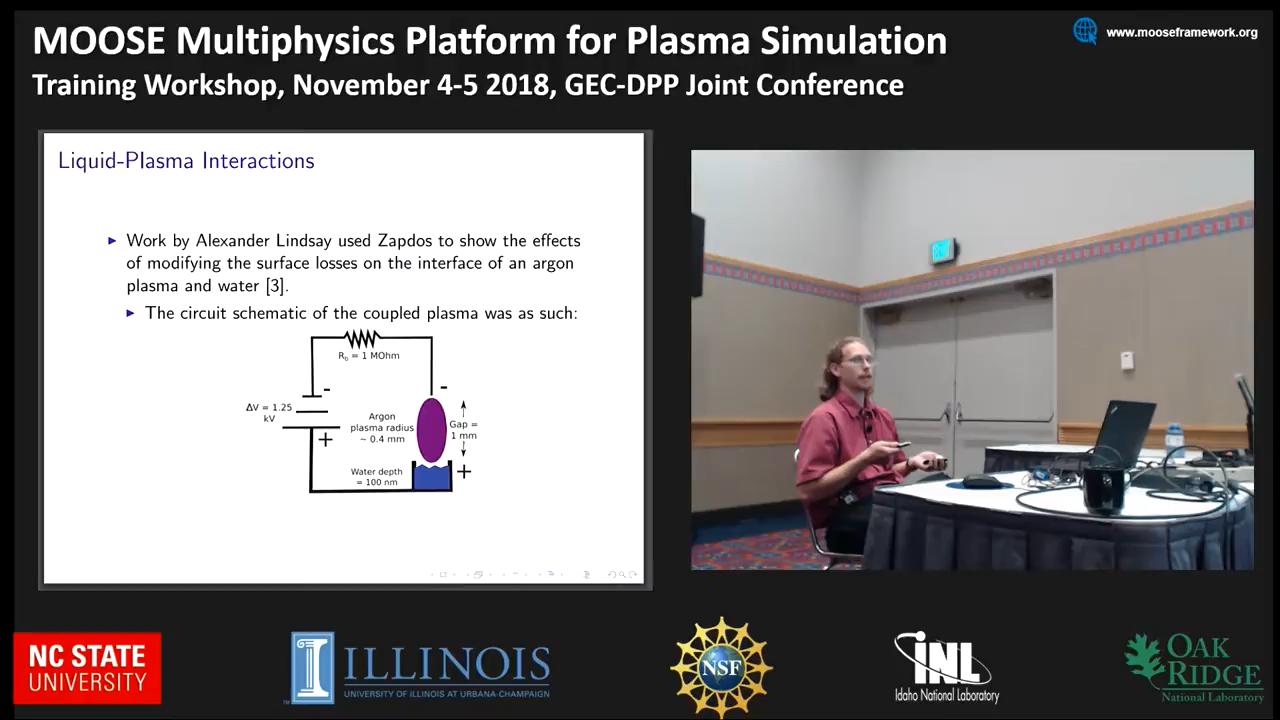 MOOSE Multiphysics Platform for Plasma Simulation
www.mooseframework.org
Training Workshop, November 4-5 2018, GEC-DPP Joint Conference
Liquid-Plasma Interactions
Work by Alexander Lindsay used Zapdos to show the effects
of modifying the surface losses on the interface of an argon
plasma and water [3].
The circuit schematic of the coupled plasma was as such:
R_b = 1 MOhm
-
-
ΔV = 1.25
kV
+
Argon
plasma radius
~ 0.4 mm
Gap =
1 mm
+
Water depth
= 100 nm
NC STATE
UNIVERSITY
ILLINOIS
UNIVERSITY OF ILLINOIS AT URBANA-CHAMPAIGN
NSF
INL
Idaho National Laboratory
OAK
RIDGE
National Laboratory